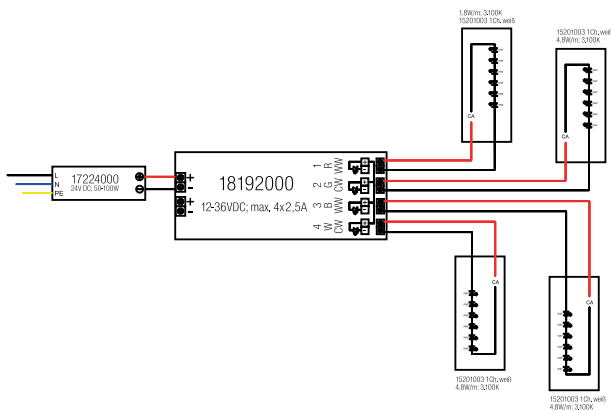 1,8W/m; 3.100K
15201003 1Ch. weiß
15201003 1Ch. weiß
4,8W/m; 3.100K
CA
CA
L
N
PE
17224000
24V DC; 50-100W
+
-
+
-
18192000
12-36VDC; max. 4x2,5A
1 R WW
2 G CW
3 B WW
4 W CW
CA
CA
15201003 1Ch. weiß
4,8W/m; 3.100K
15201003 1Ch. weiß
4,8W/m; 3.100K